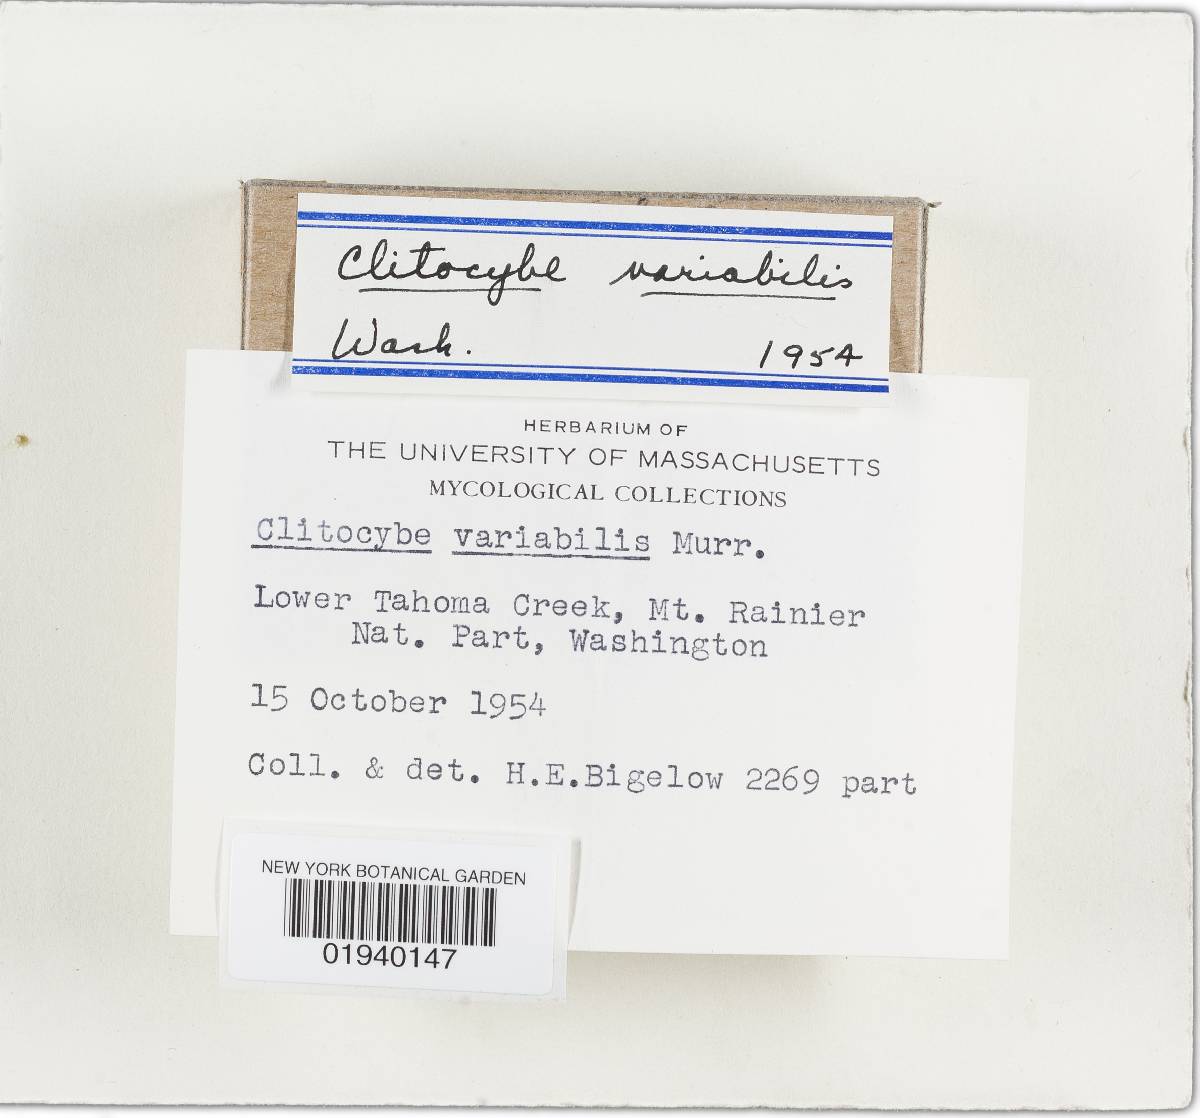 Clitocybe variabilis
Wash. 1954
HERBARIUM OF
THE UNIVERSITY OF MASSACHUSETTS
MYCOLOGICAL COLLECTIONS
Clitocybe variabilis Murr.
Lower Tahoma Creek, Mt. Rainier
Nat. Part, Washington
15 October 1954
Coll. & det. H.E.Bigelow 2269 part
NEW YORK BOTANICAL GARDEN
01940147